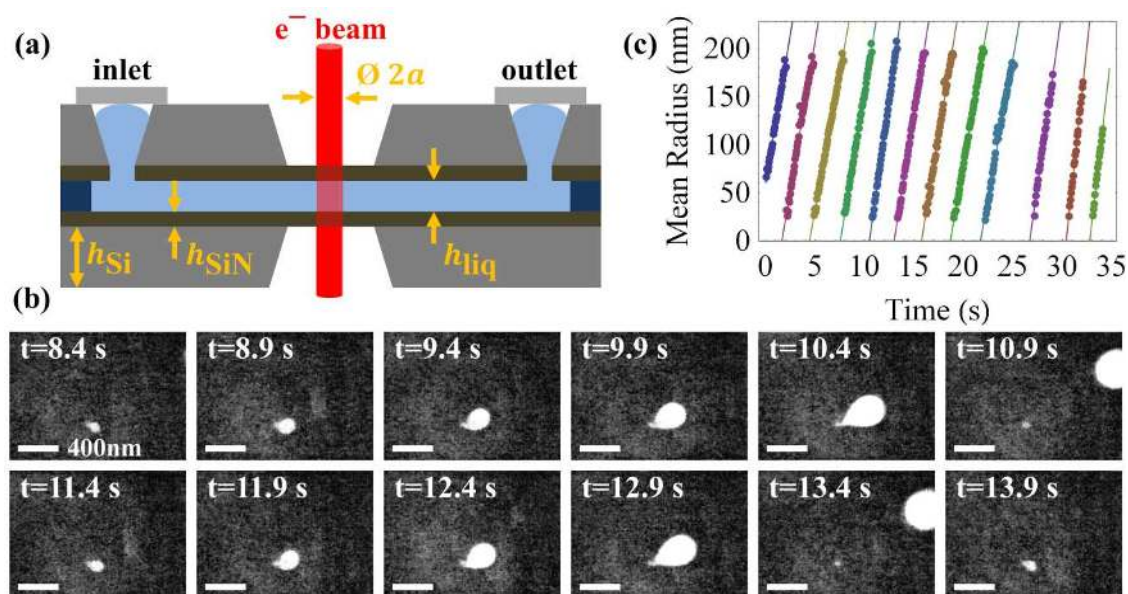 (a)
e⁻ beam
inlet
Ø 2a
outlet
h_Si
h_SiN
h_liq
(c)
Mean Radius (nm)
200
150
100
50
0
0 5 10 15 20 25 30 35
Time (s)
(b)
t=8.4 s t=8.9 s t=9.4 s t=9.9 s t=10.4 s t=10.9 s
400nm
t=11.4 s t=11.9 s t=12.4 s t=12.9 s t=13.4 s t=13.9 s